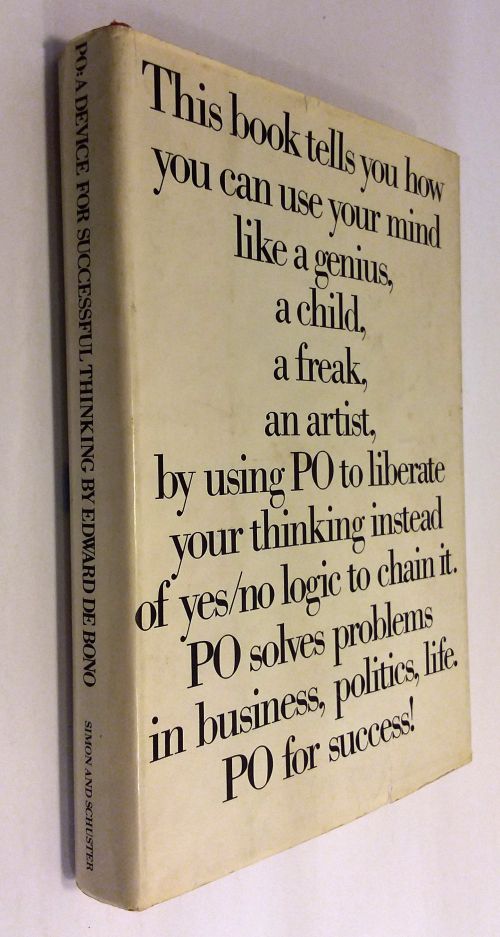 PO: A DEVICE FOR SUCCESSFUL THINKING BY EDWARD DE BONO
SIMON AND SCHUSTER
This book tells you how
you can use your mind
like a genius,
a child,
a freak,
an artist,
by using PO to liberate
your thinking instead
of yes/no logic to chain it.
PO solves problems
in business, politics, life.
PO for success!